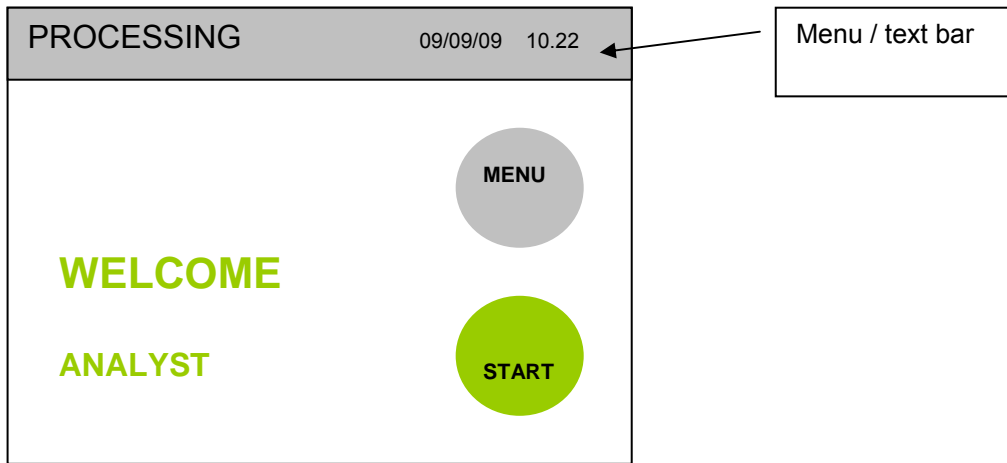 PROCESSING 09/09/09 10.22
Menu / text bar
MENU
WELCOME
ANALYST
START